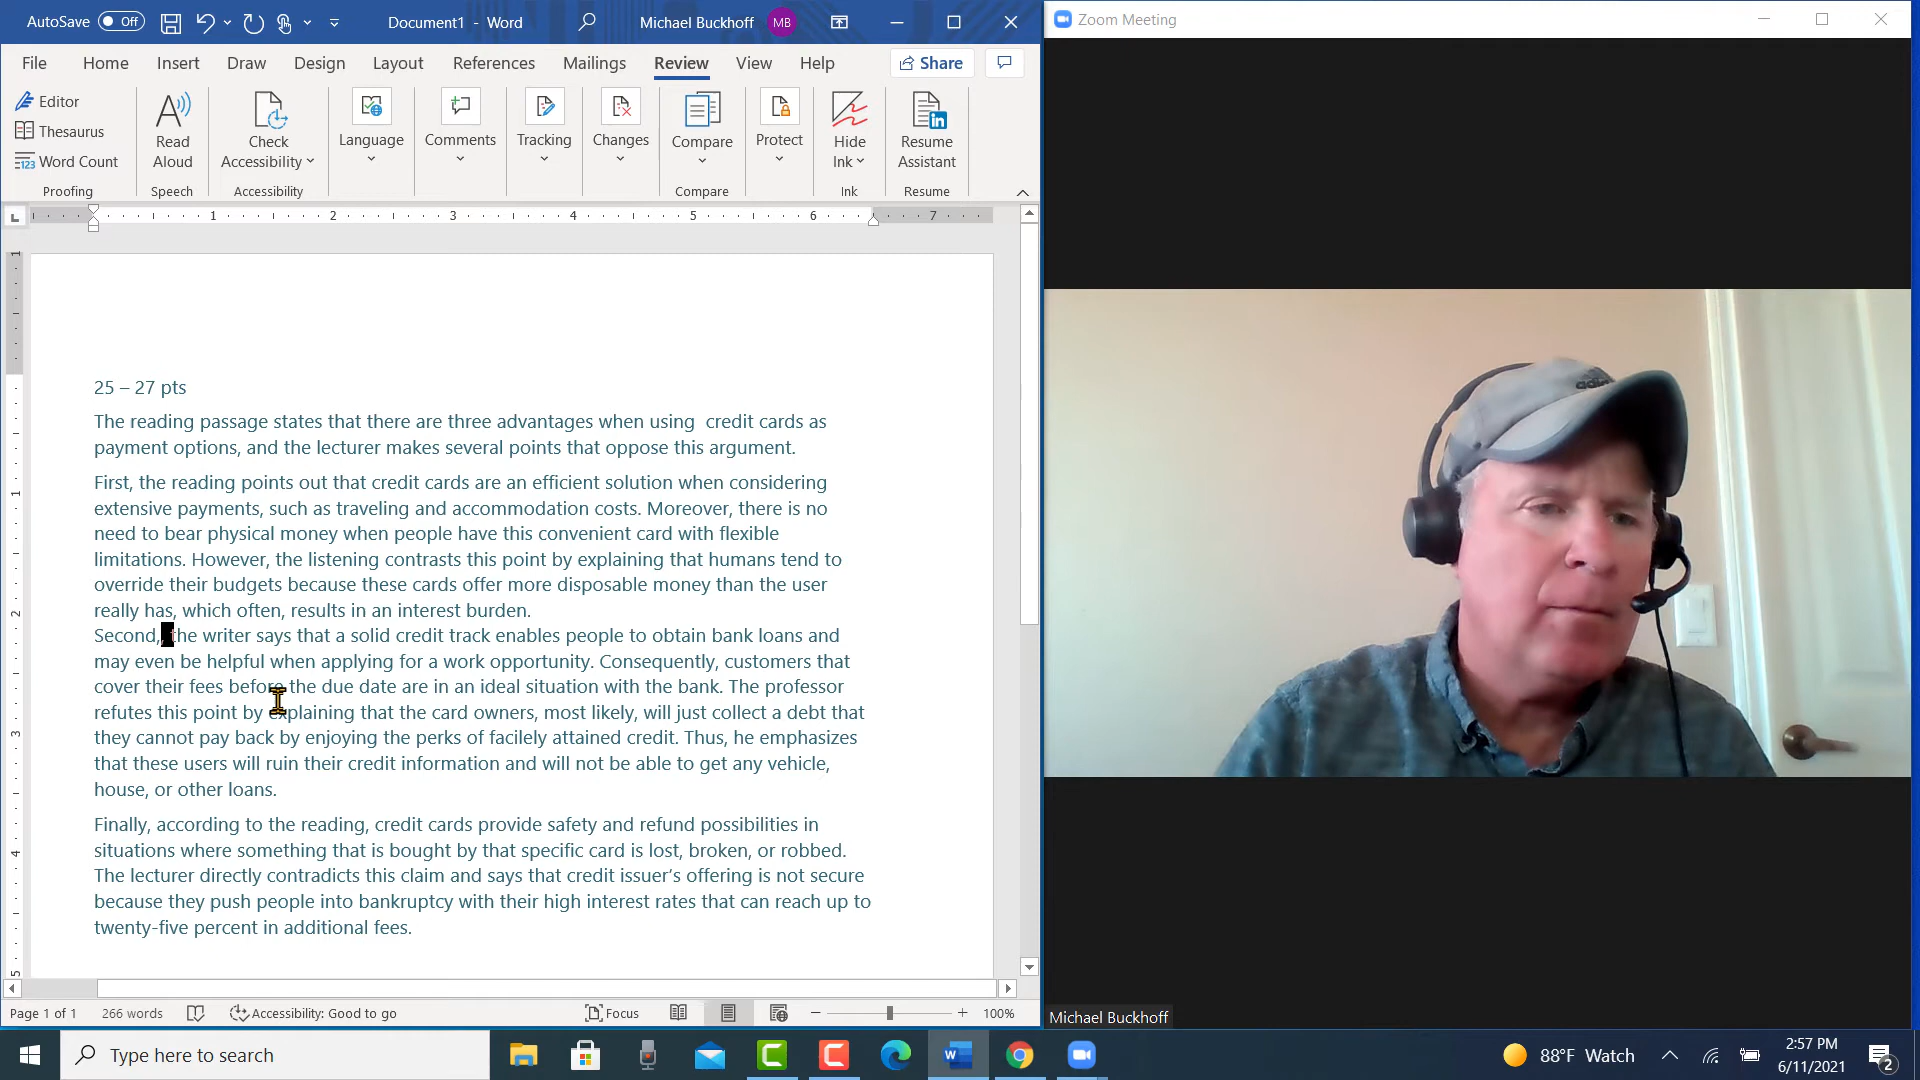 AutoSave Off Document1 - Word Michael Buckhoff MB
File Home Insert Draw Design Layout References Mailings Review View Help Share
Editor
Thesaurus
Word Count
Proofing
Read Aloud
Speech
Check Accessibility
Accessibility
Language
Comments
Tracking
Changes
Compare
Compare
Protect
Hide Ink
Ink
Resume Assistant
Resume
1 2 3 4 5 6 7
25 – 27 pts
The reading passage states that there are three advantages when using credit cards as
payment options, and the lecturer makes several points that oppose this argument.
First, the reading points out that credit cards are an efficient solution when considering
extensive payments, such as traveling and accommodation costs. Moreover, there is no
need to bear physical money when people have this convenient card with flexible
limitations. However, the listening contrasts this point by explaining that humans tend to
override their budgets because these cards offer more disposable money than the user
really has, which often, results in an interest burden.
Second, the writer says that a solid credit track enables people to obtain bank loans and
may even be helpful when applying for a work opportunity. Consequently, customers that
cover their fees before the due date are in an ideal situation with the bank. The professor
refutes this point by explaining that the card owners, most likely, will just collect a debt that
they cannot pay back by enjoying the perks of facilely attained credit. Thus, he emphasizes
that these users will ruin their credit information and will not be able to get any vehicle,
house, or other loans.
Finally, according to the reading, credit cards provide safety and refund possibilities in
situations where something that is bought by that specific card is lost, broken, or robbed.
The lecturer directly contradicts this claim and says that credit issuer's offering is not secure
because they push people into bankruptcy with their high interest rates that can reach up to
twenty-five percent in additional fees.
Page 1 of 1 266 words Accessibility: Good to go Focus 100%
Type here to search
88°F Watch
2:57 PM
6/11/2021
2
Zoom Meeting
adidas
Michael Buckhoff